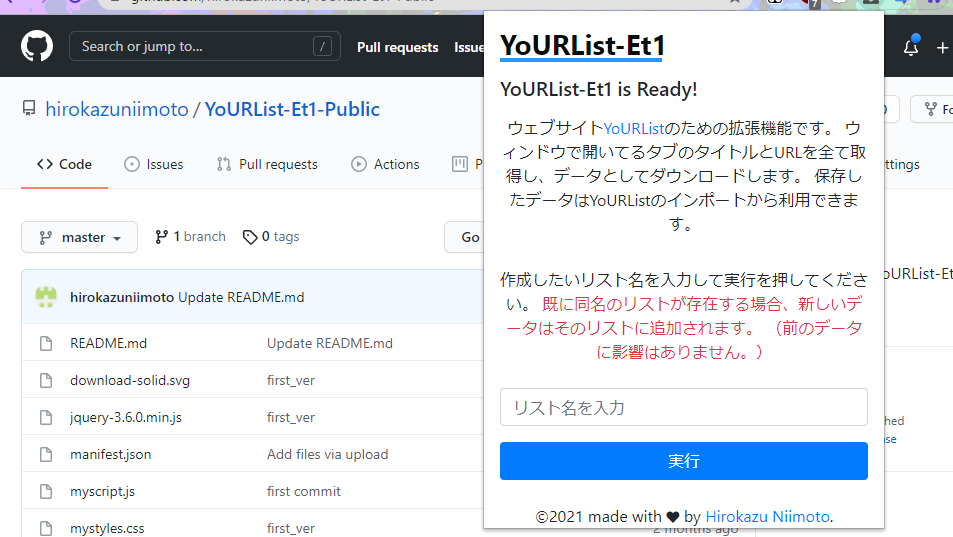 YoURList-Et1
Search or jump to...
/
Pull requests
Issue
YoURList-Et1 is Ready!
hirokazuniimoto / YoURList-Et1-Public
ウェブサイトYoURListのための拡張機能です。 ウ
ィンドウで開いてるタブのタイトルとURLを全て取
得し、データとしてダウンロードします。 保存し
たデータはYoURListのインポートから利用できま
す。
Code
Issues
Pull requests
Actions
P
ttings
master
1 branch
0 tags
Go
作成したいリスト名を入力して実行を押してくださ
い。 既に同名のリストが存在する場合、新しいデ
ータはそのリストに追加されます。 （前のデータ
に影響はありません。）
hirokazuniimoto Update README.md
README.md
Update README.md
download-solid.svg
first_ver
jquery-3.6.0.min.js
first_ver
リスト名を入力
manifest.json
Add files via upload
実行
myscript.js
first commit
mystyles.css
first_ver
2 months ago
©2021 made with ♥ by Hirokazu Niimoto.